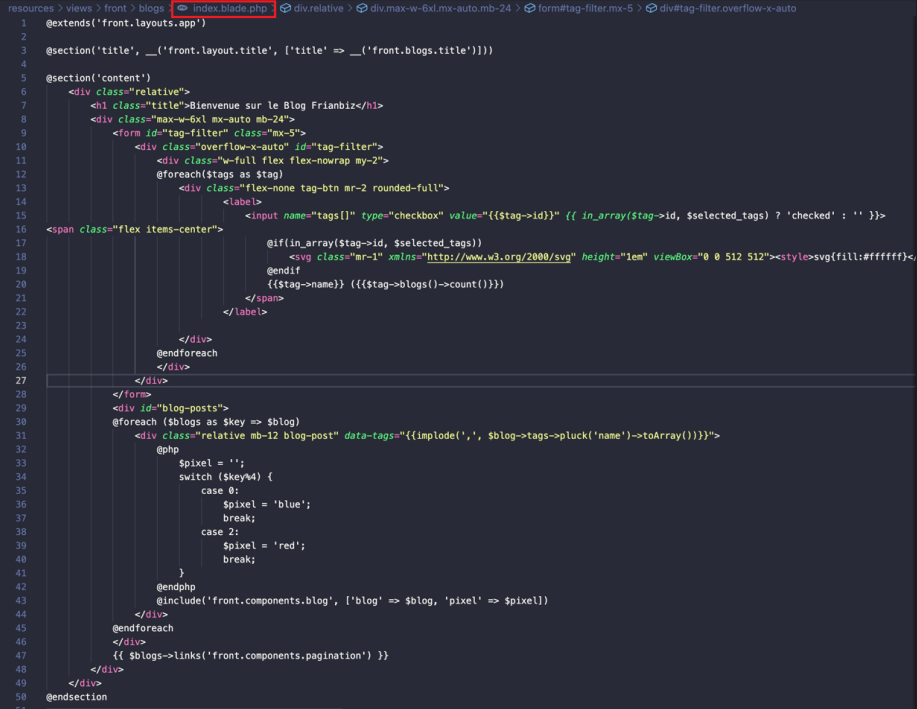 resources > views > front > blogs > index.blade.php > div.relative > div.max-w-6xl.mx-auto.mb-24 > form#tag-filter.mx-5 > div#tag-filter.overflow-x-auto
1 @extends('front.layouts.app')
2
3 @section('title', __('front.layout.title', ['title' => __('front.blogs.title')]))
4
5 @section('content')
6 <div class="relative">
7 <h1 class="title">Bienvenue sur le Blog Frianbiz</h1>
8 <div class="max-w-6xl mx-auto mb-24">
9 <form id="tag-filter" class="mx-5">
10 <div class="overflow-x-auto" id="tag-filter">
11 <div class="w-full flex flex-nowrap my-2">
12 @foreach($tags as $tag)
13 <div class="flex-none tag-btn mr-2 rounded-full">
14 <label>
15 <input name="tags[]" type="checkbox" value="{{$tag->id}}" {{ in_array($tag->id, $selected_tags) ? 'checked' : '' }}>
16 <span class="flex items-center">
17 @if(in_array($tag->id, $selected_tags))
18 <svg class="mr-1" xmlns="http://www.w3.org/2000/svg" height="1em" viewBox="0 0 512 512"><style>svg{fill:#ffffff}</
19 @endif
20 {{$tag->name}} ({{$tag->blogs()->count()}})
21 </span>
22 </label>
23
24 </div>
25 @endforeach
26 </div>
27 </div>
28 </form>
29 <div id="blog-posts">
30 @foreach ($blogs as $key => $blog)
31 <div class="relative mb-12 blog-post" data-tags="{{implode(',', $blog->tags->pluck('name')->toArray())}}">
32 @php
33 $pixel = '';
34 switch ($key%4) {
35 case 0:
36 $pixel = 'blue';
37 break;
38 case 2:
39 $pixel = 'red';
40 break;
41 }
42 @endphp
43 @include('front.components.blog', ['blog' => $blog, 'pixel' => $pixel])
44 </div>
45 @endforeach
46 </div>
47 {{ $blogs->links('front.components.pagination') }}
48 </div>
49 </div>
50 @endsection